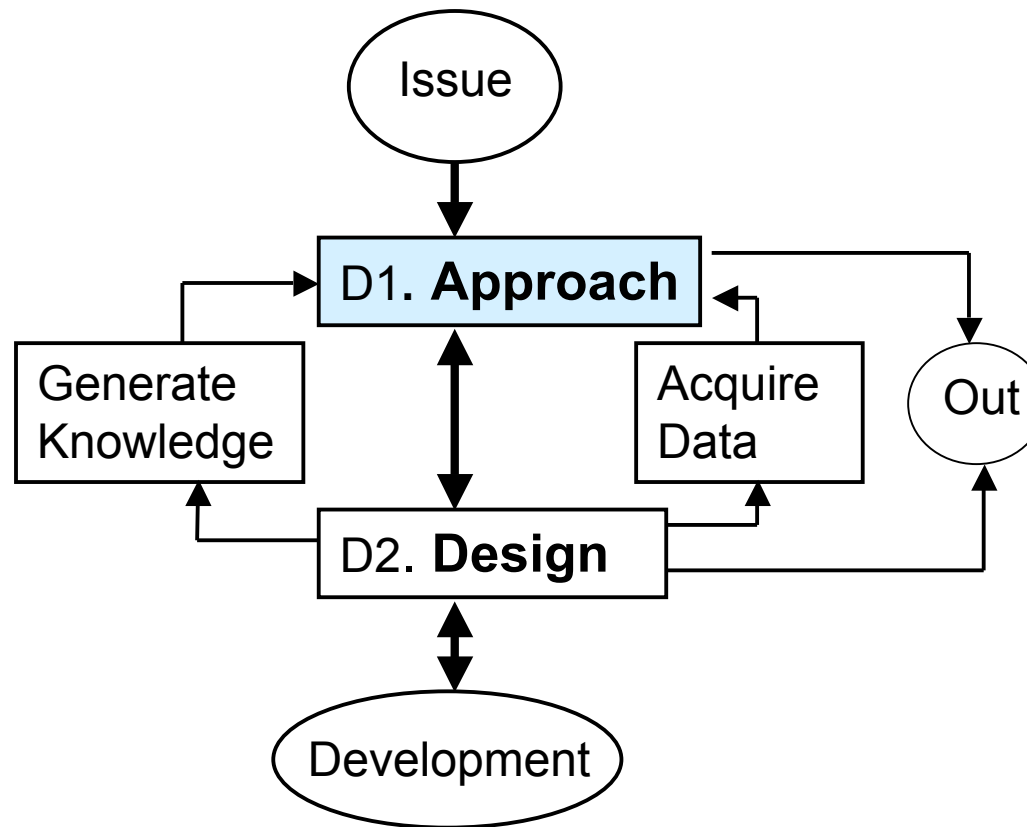 Issue
D1. Approach
Generate
Knowledge
Acquire
Data
Out
D2. Design
Development